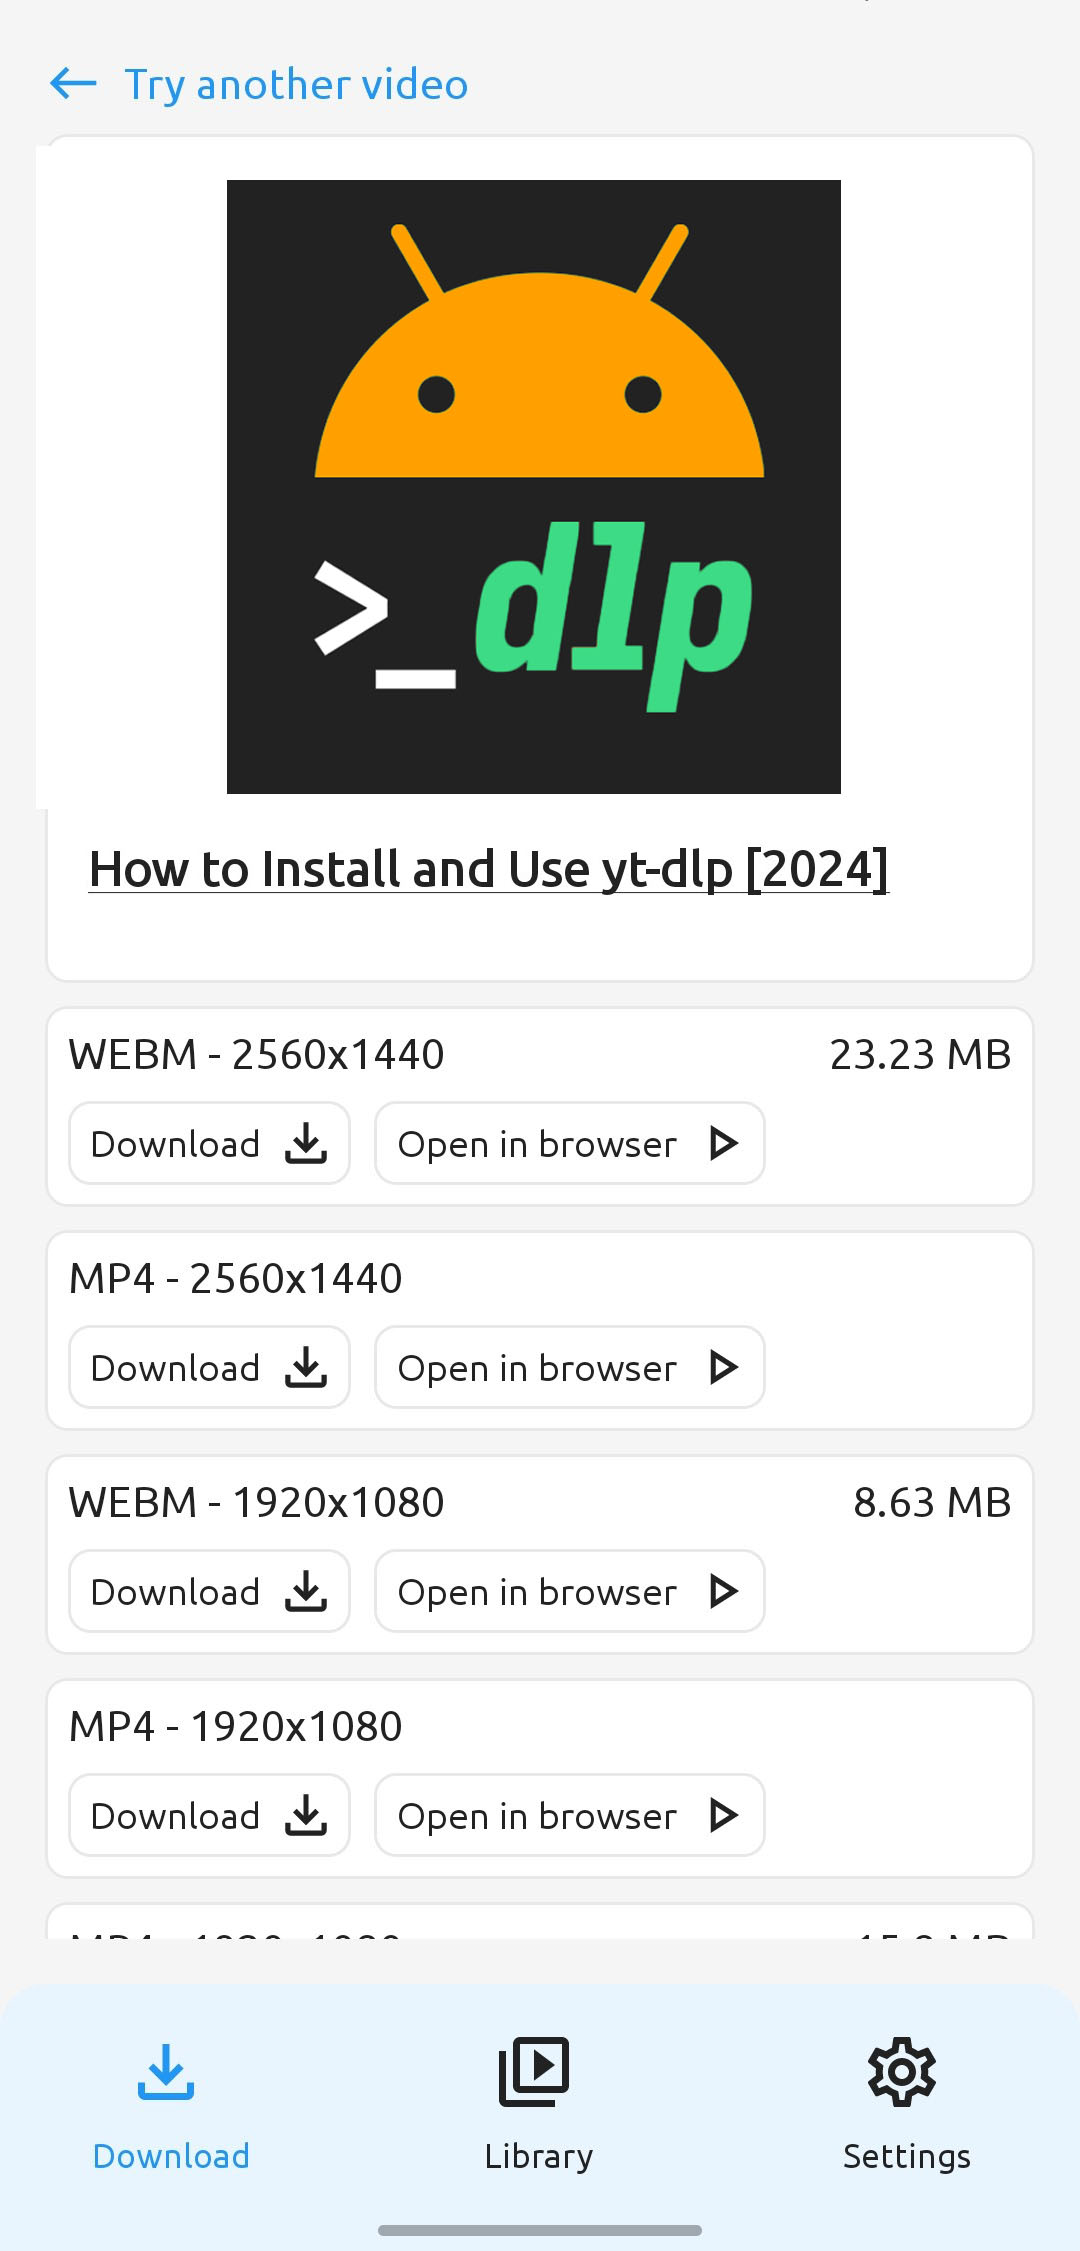 Try another video
>_dlp
How to Install and Use yt-dlp [2024]
WEBM - 2560x1440 23.23 MB
Download Open in browser
MP4 - 2560x1440
Download Open in browser
WEBM - 1920x1080 8.63 MB
Download Open in browser
MP4 - 1920x1080
Download Open in browser
Download Library Settings